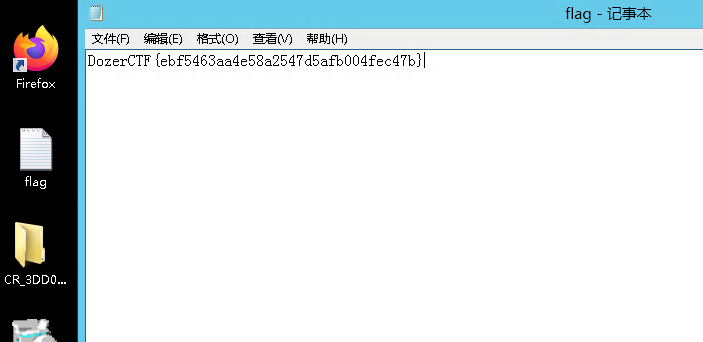 flag - 记事本
文件(F) 编辑(E) 格式(O) 查看(V) 帮助(H)
DozerCTF{ebf5463aa4e58a2547d5afb004fec47b}
Firefox
flag
CR_3DD0...